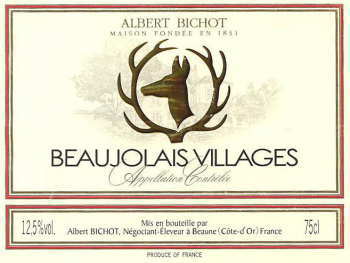 ALBERT BICHOT
MAISON FONDÉE EN 1831
BEAUJOLAIS VILLAGES
Appellation Contrôlée
12,5% vol.
Mis en bouteille par
Albert BICHOT, Négociant-Éleveur à Beaune (Côte-d'Or) France
75cl
PRODUCE OF FRANCE